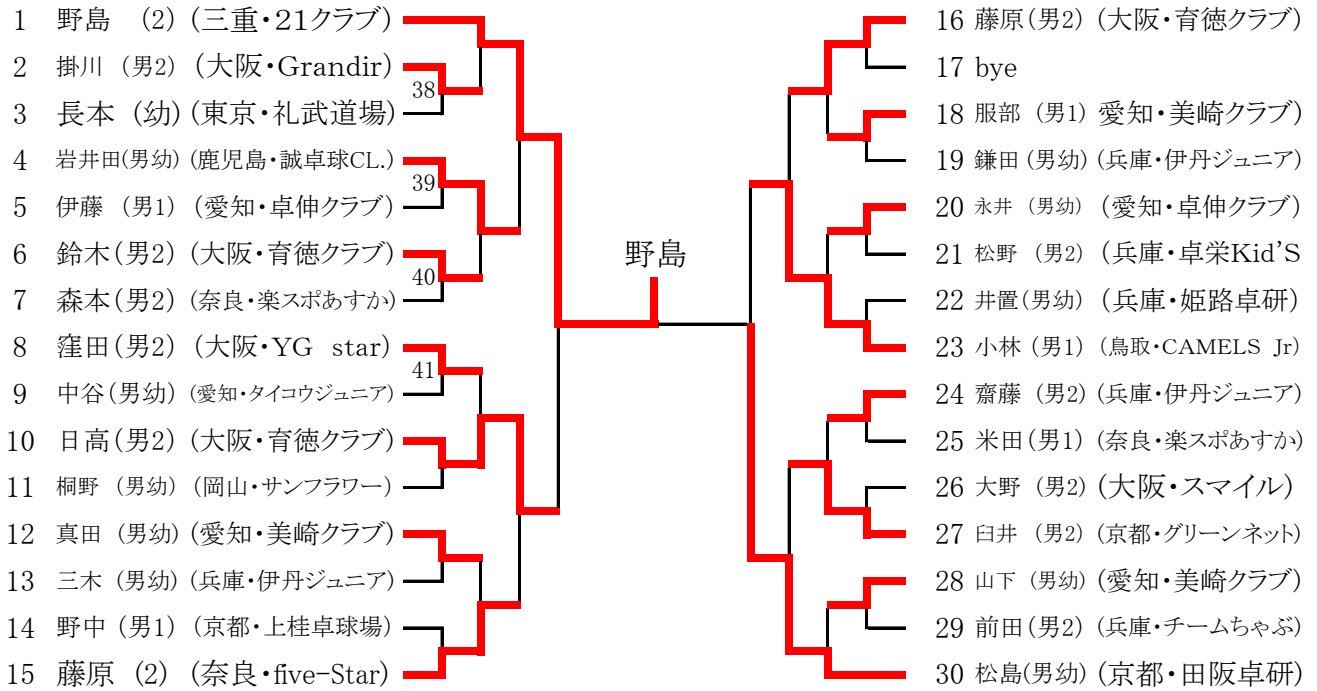 1 野島 (2) (三重・21クラブ)
2 掛川 (男2) (大阪・Grandir)
38
3 長本 (幼) (東京・礼武道場)
4 岩井田(男幼) (鹿児島・誠卓球CL.)
39
5 伊藤 (男1) (愛知・卓伸クラブ)
6 鈴木(男2) (大阪・育徳クラブ)
40
7 森本(男2) (奈良・楽スポあすか)
8 窪田(男2) (大阪・YG star)
41
9 中谷(男幼) (愛知・タイコウジュニア)
10 日高(男2) (大阪・育徳クラブ)
11 桐野 (男幼) (岡山・サンフラワー)
12 真田 (男幼) (愛知・美崎クラブ)
13 三木 (男幼) (兵庫・伊丹ジュニア)
14 野中 (男1) (京都・上桂卓球場)
15 藤原 (2) (奈良・five-Star)
野島
16 藤原(男2) (大阪・育徳クラブ)
17 bye
18 服部 (男1) 愛知・美崎クラブ)
19 鎌田 (男幼) (兵庫・伊丹ジュニア)
20 永井 (男幼) (愛知・卓伸クラブ)
21 松野 (男2) (兵庫・卓栄Kid'S
22 井置(男幼) (兵庫・姫路卓研)
23 小林 (男1) (鳥取・CAMELS Jr)
24 齋藤 (男2) (兵庫・伊丹ジュニア)
25 米田(男1) (奈良・楽スポあすか)
26 大野 (男2) (大阪・スマイル)
27 臼井 (男2) (京都・グリーンネット)
28 山下 (男幼) (愛知・美崎クラブ)
29 前田(男2) (兵庫・チームちゃぶ)
30 松島(男幼) (京都・田阪卓研)